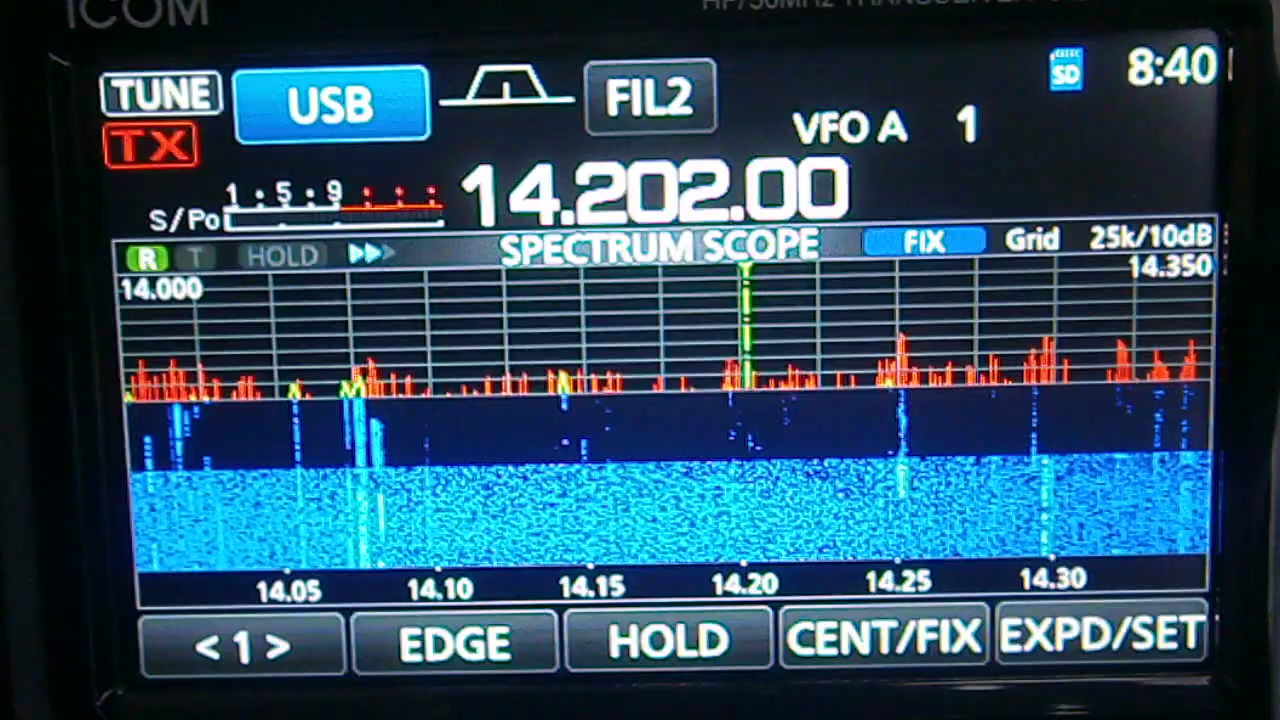 ICOM
TUNE USB FIL2 SD 8:40
TX VFO A 1
14.202.00
S/Po 1 • 5 • 9
R T HOLD SPECTRUM SCOPE FIX Grid 25k/10dB
14.000 14.350
14.05 14.10 14.15 14.20 14.25 14.30
< 1 > EDGE HOLD CENT/FIX EXPD/SET